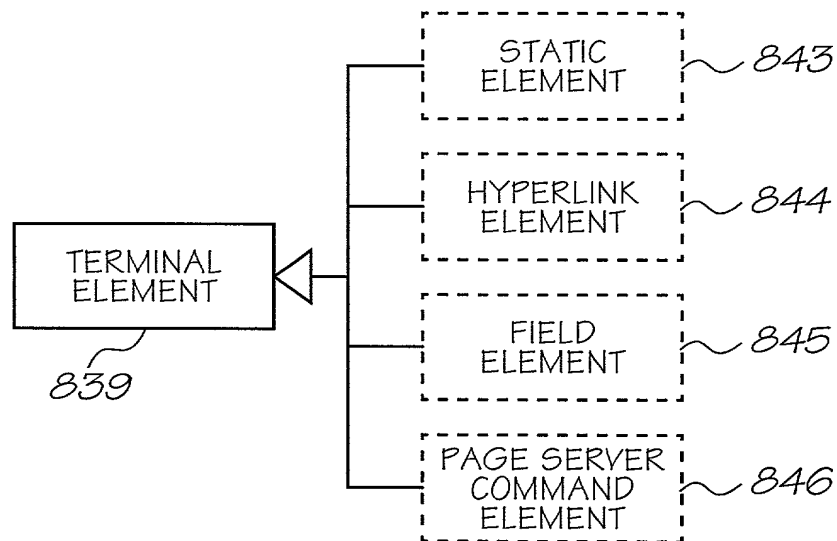 STATIC
ELEMENT
843
HYPERLINK
ELEMENT
844
TERMINAL
ELEMENT
839
FIELD
ELEMENT
845
PAGE SERVER
COMMAND
ELEMENT
846